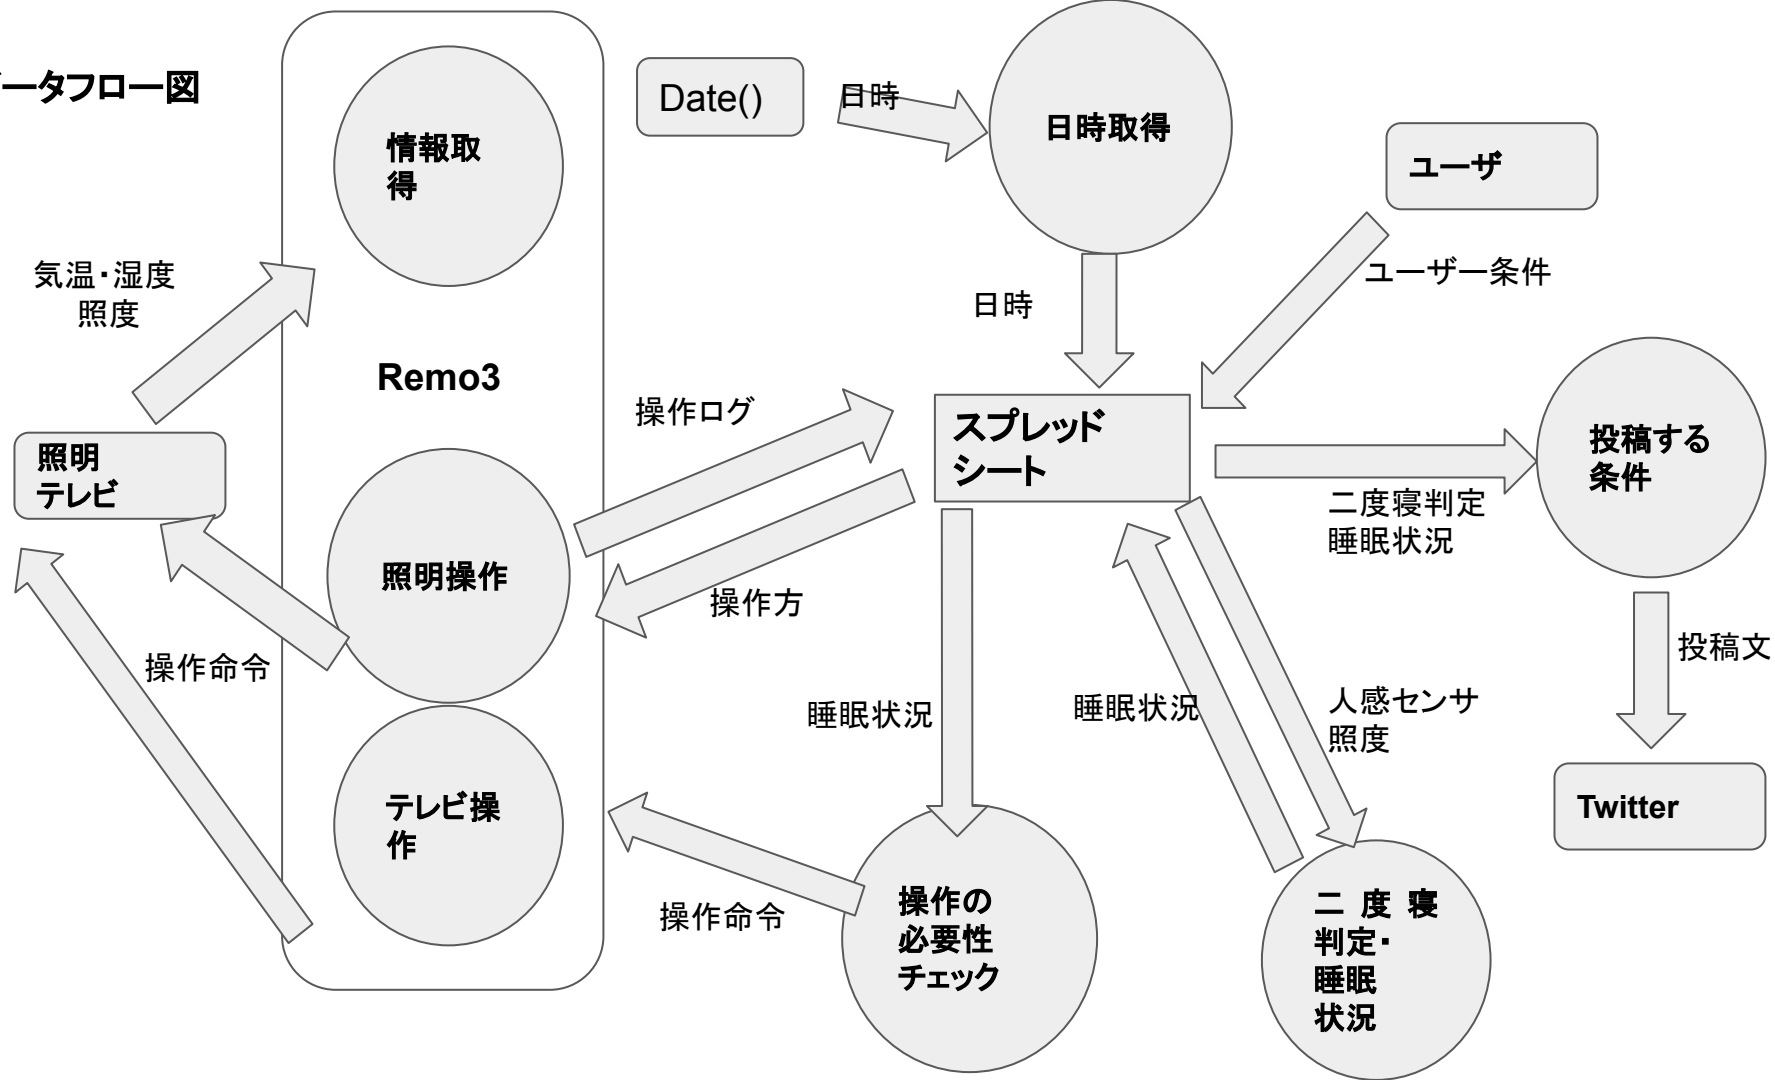 ータフロー図
情報取
得
Date()
日時
日時取得
ユーザ
気温・湿度
照度
ユーザー条件
日時
Remo3
操作ログ
スプレッド
シート
投稿する
条件
照明
テレビ
二度寝判定
睡眠状況
照明操作
操作方
操作命令
投稿文
睡眠状況
睡眠状況
人感センサ
照度
テレビ操
作
Twitter
操作命令
操作の
必要性
チェック
二 度 寝
判定・
睡眠
状況